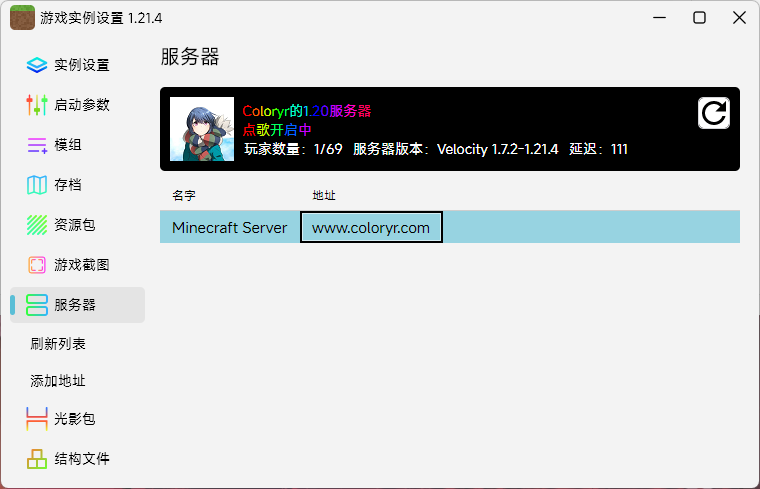 游戏实例设置 1.21.4
实例设置
启动参数
模组
存档
资源包
游戏截图
服务器
刷新列表
添加地址
光影包
结构文件
服务器
Coloryr的1.20服务器
点歌开启中
玩家数量：1/69 服务器版本：Velocity 1.7.2-1.21.4 延迟：111
名字 地址
Minecraft Server www.coloryr.com